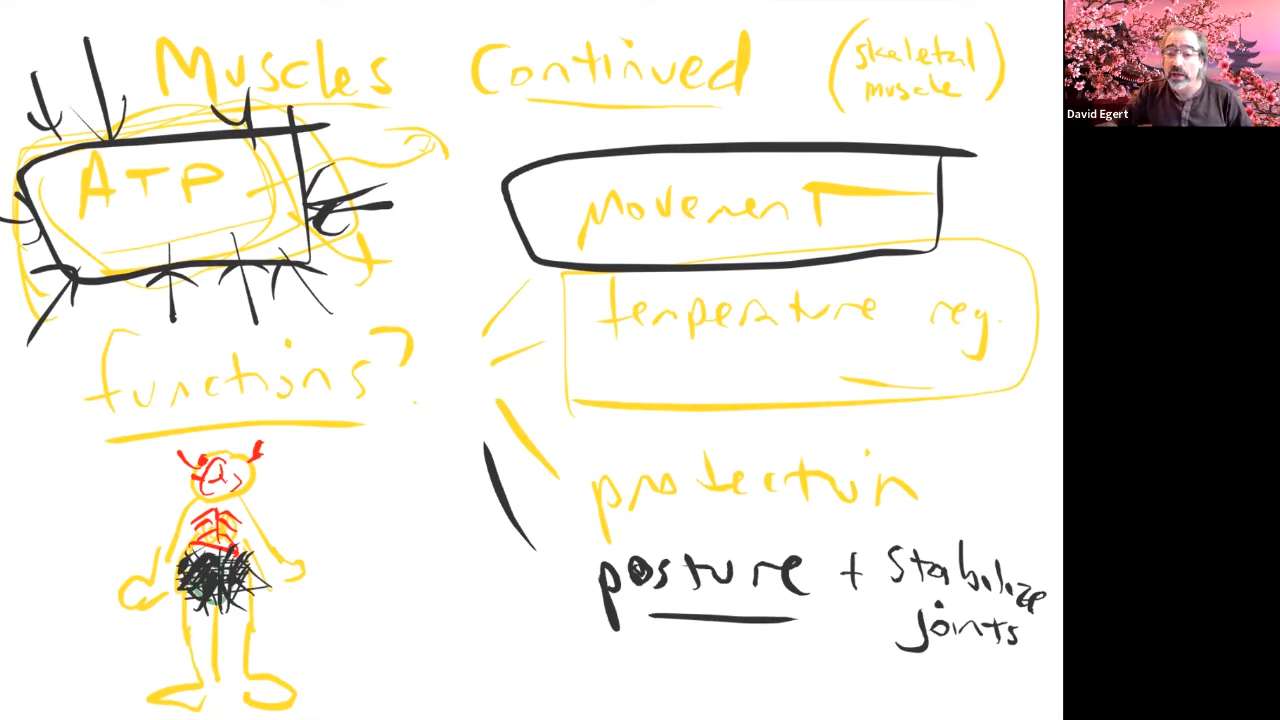 Muscles Continued (skeletal muscle)
ATP
movement
temperature reg.
functions?
protection
posture + stabilize
joints
David Egert